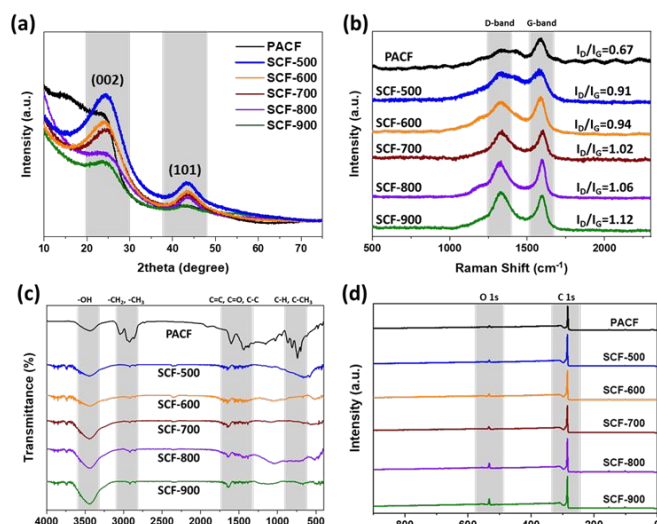 (a)
PACF
SCF-500
SCF-600
SCF-700
SCF-800
SCF-900
(002)
(101)
Intensity (a.u.)
10 20 30 40 50 60 70
2theta (degree)
(b)
D-band G-band
PACF I_D/I_G=0.67
SCF-500 I_D/I_G=0.91
SCF-600 I_D/I_G=0.94
SCF-700 I_D/I_G=1.02
SCF-800 I_D/I_G=1.06
SCF-900 I_D/I_G=1.12
Intensity (a.u.)
500 1000 1500 2000
Raman Shift (cm⁻¹)
(c)
-OH -CH₂, -CH₃ C=C, C=O, C-C C-H, C-CH₃
PACF
SCF-500
SCF-600
SCF-700
SCF-800
SCF-900
Transmittance (%)
4000 3500 3000 2500 2000 1500 1000 500
(d)
O 1s C 1s
PACF
SCF-500
SCF-600
SCF-700
SCF-800
SCF-900
Intensity (a.u.)
800 600 400 200